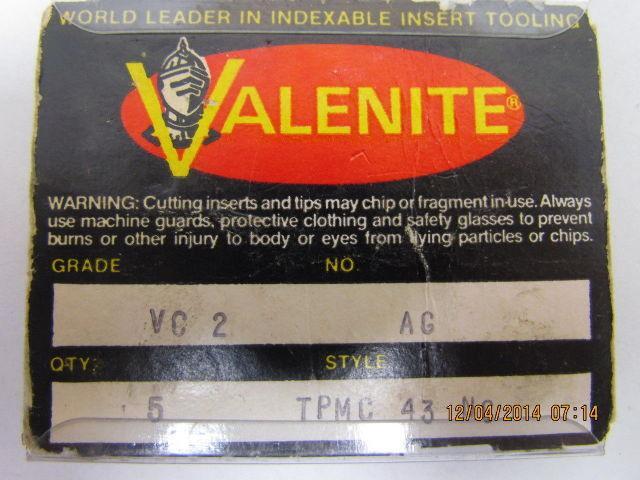 WORLD LEADER IN INDEXABLE INSERT TOOLING
VALENITE®
WARNING: Cutting inserts and tips may chip or fragment in use. Always
use machine guards, protective clothing and safety glasses to prevent
burns or other injury to body or eyes from flying particles or chips.
GRADE NO.
VC 2 AG
QTY. STYLE
5 TPMC 43 NG
12/04/2014 07:14